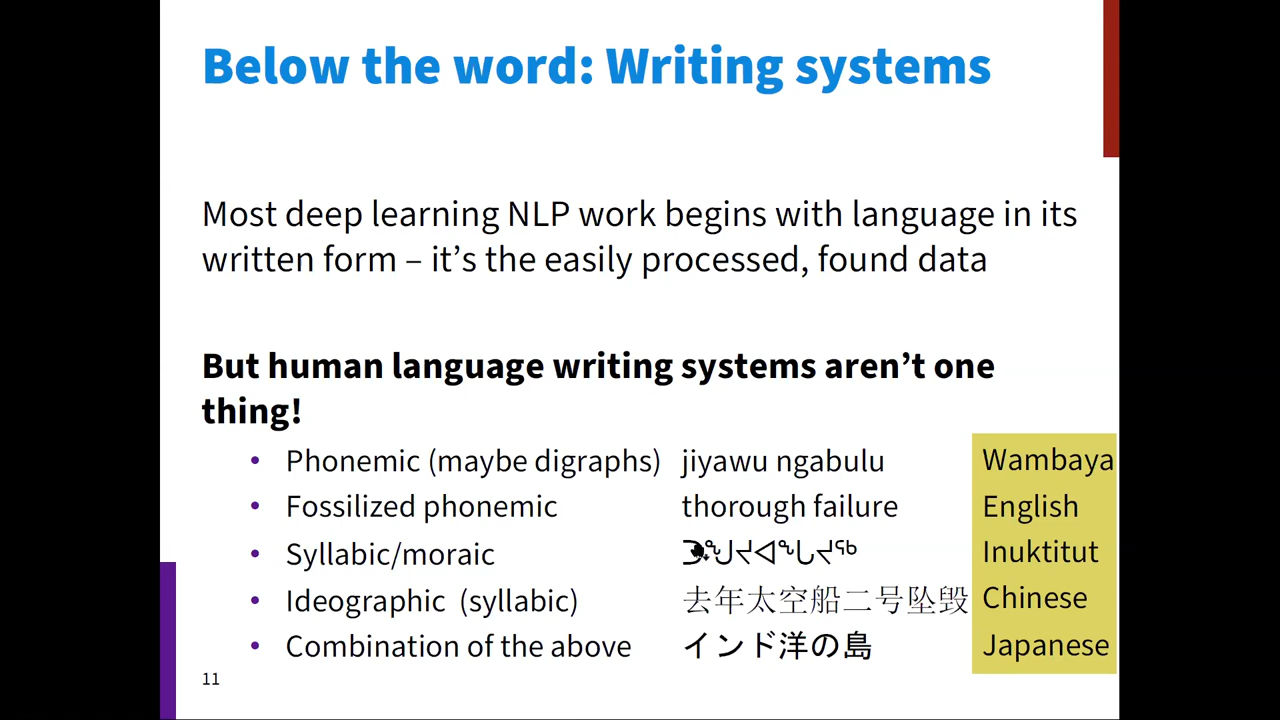 Below the word: Writing systems
Most deep learning NLP work begins with language in its
written form – it’s the easily processed, found data
But human language writing systems aren’t one
thing!
• Phonemic (maybe digraphs) jiyawu ngabulu Wambaya
• Fossilized phonemic thorough failure English
• Syllabic/moraic Inuktitut
• Ideographic (syllabic) 去年太空船二号坠毁 Chinese
• Combination of the above インド洋の島 Japanese
11